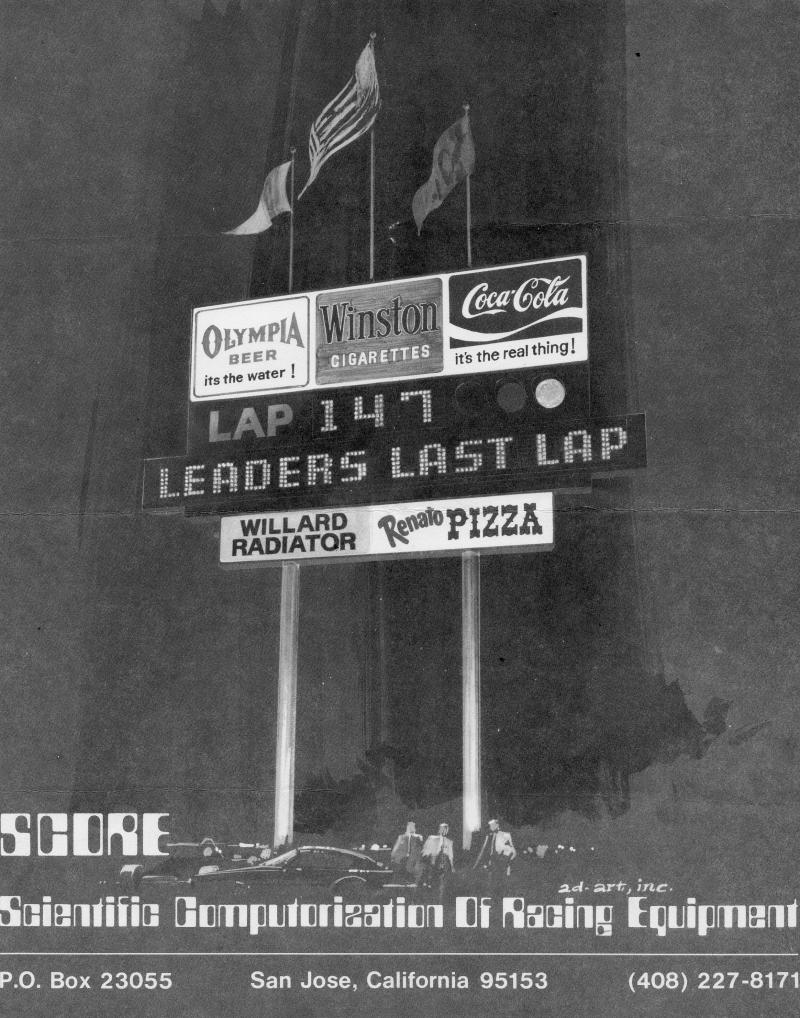 OLYMPIA
BEER
its the water !
Winston
CIGARETTES
Coca-Cola
it's the real thing!
LAP 147
LEADERS LAST LAP
WILLARD
RADIATOR
Renato PIZZA
SCORE
ad-art, inc.
Scientific Computorization Of Racing Equipment
P.O. Box 23055 San Jose, California 95153 (408) 227-8171